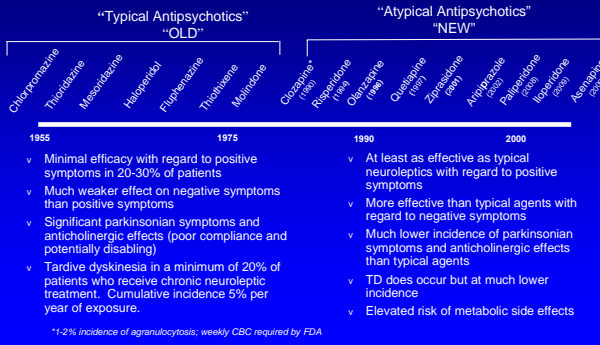 “Typical Antipsychotics”
“OLD”
“Atypical Antipsychotics”
“NEW”
Chlorpromazine
Thioridazine
Mesoridazine
Haloperidol
Fluphenazine
Thiothixene
Molindone
Clozapine*
(1990)
Risperidone
(1994)
Olanzapine
(1996)
Quetiapine
(1997)
Ziprasidone
(2001)
Aripiprazole
(2002)
Paliperidone
Iloperidone
(2009)
Asenapine
1955
1975
1990
2000
v Minimal efficacy with regard to positive
symptoms in 20-30% of patients
v Much weaker effect on negative symptoms
than positive symptoms
v Significant parkinsonian symptoms and
anticholinergic effects (poor compliance and
potentially disabling)
v Tardive dyskinesia in a minimum of 20% of
patients who receive chronic neuroleptic
treatment. Cumulative incidence 5% per
year of exposure.
v At least as effective as typical
neuroleptics with regard to positive
symptoms
v More effective than typical agents with
regard to negative symptoms
v Much lower incidence of parkinsonian
symptoms and anticholinergic effects
than typical agents
v TD does occur but at much lower
incidence
v Elevated risk of metabolic side effects
*1-2% incidence of agranulocytosis; weekly CBC required by FDA